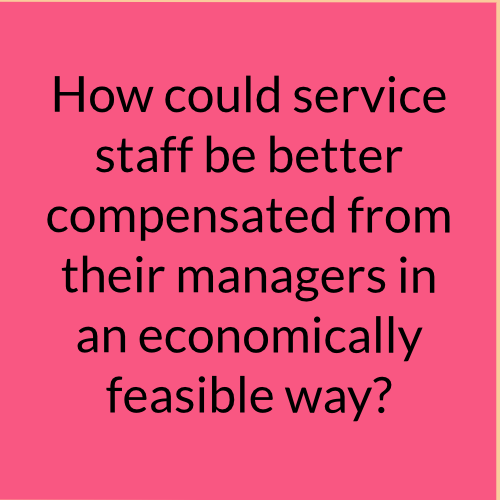 How could service
staff be better
compensated from
their managers in
an economically
feasible way?